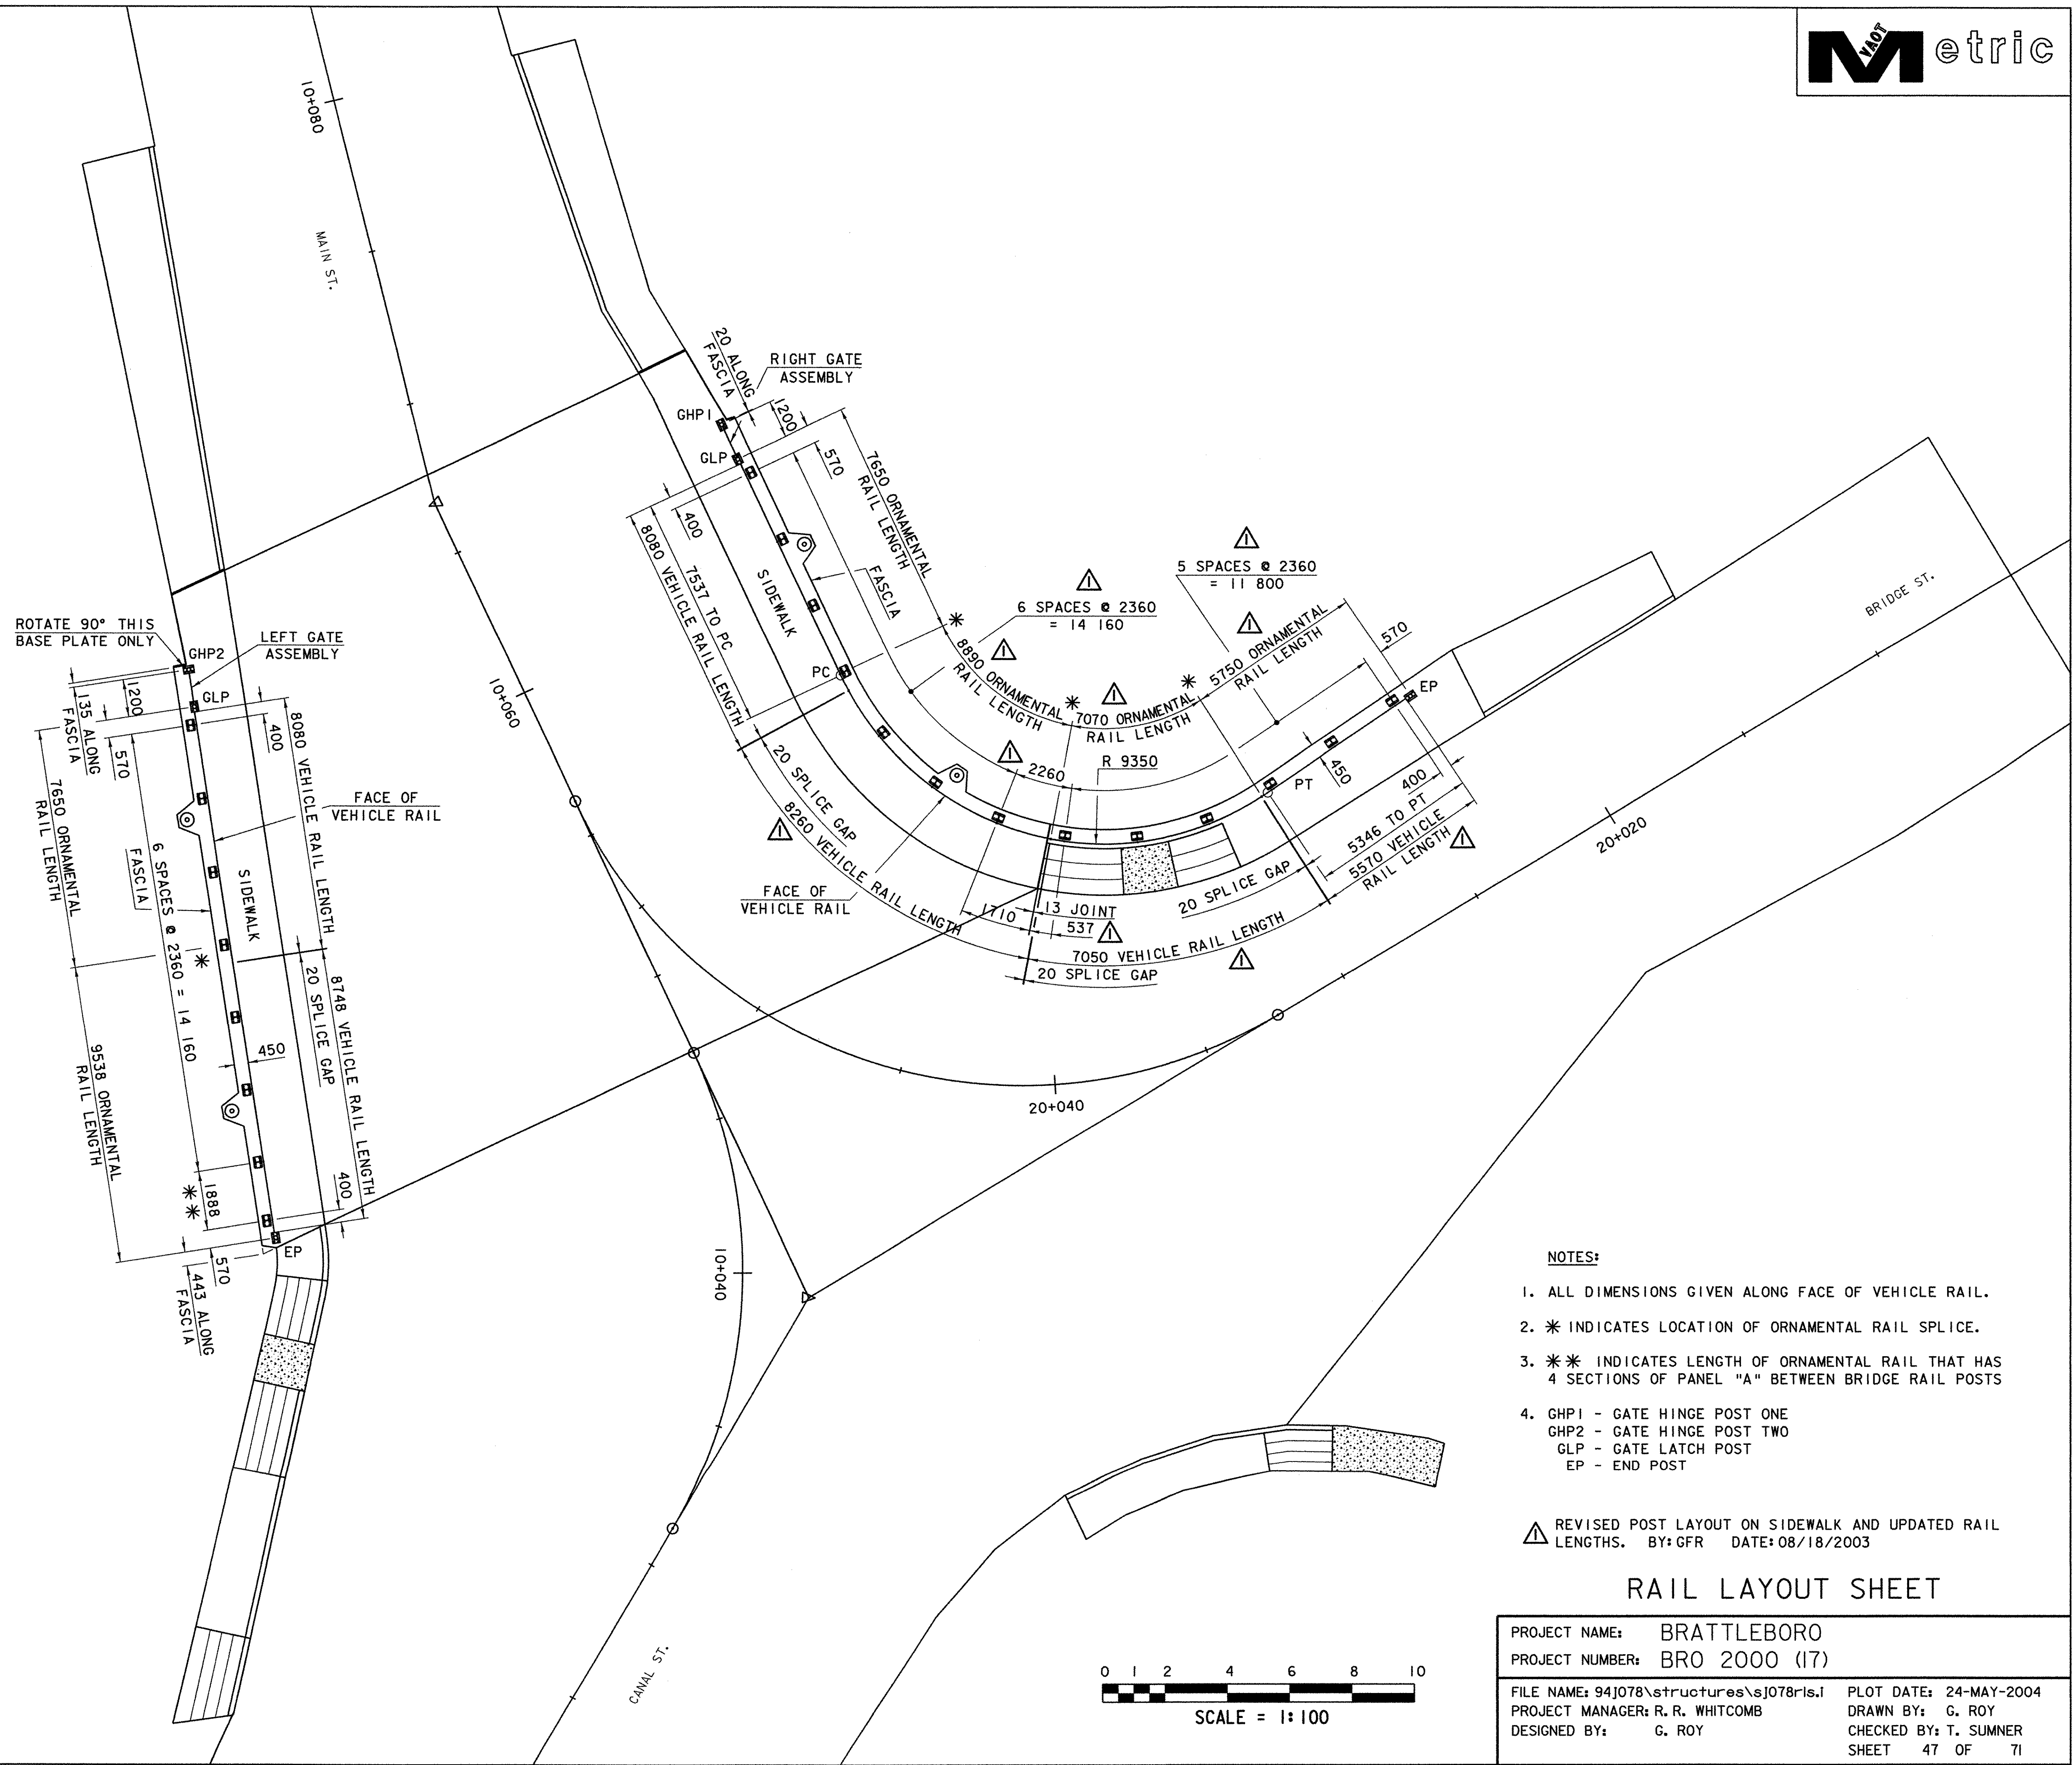 VAOT
Metric
10+080
MAIN ST.
20 ALONG
FASCIA
RIGHT GATE
ASSEMBLY
GHP1
1200
GLP
570
7650 ORNAMENTAL
RAIL LENGTH
400
8080 VEHICLE RAIL LENGTH
7537 TO PC
SIDEWALK
FASCIA
PC
1
5 SPACES @ 2360
= 11 800
1
6 SPACES @ 2360
= 14 160
*
1
8890 ORNAMENTAL
RAIL LENGTH
1
5750 ORNAMENTAL
RAIL LENGTH
570
*
1
*
7070 ORNAMENTAL
RAIL LENGTH
EP
BRIDGE ST.
1
2260
R 9350
450
PT
400
5346 TO PT
5570 VEHICLE
RAIL LENGTH
1
20+020
20 SPLICE GAP
8260 VEHICLE RAIL LENGTH
1
FACE OF
VEHICLE RAIL
1710
13 JOINT
537
1
20 SPLICE GAP
7050 VEHICLE RAIL LENGTH
1
20 SPLICE GAP
10+060
20+040
10+040
CANAL ST.
ROTATE 90° THIS
BASE PLATE ONLY
GHP2
LEFT GATE
ASSEMBLY
GLP
1200
135 ALONG
FASCIA
570
400
8080 VEHICLE RAIL LENGTH
7650 ORNAMENTAL
RAIL LENGTH
FACE OF
VEHICLE RAIL
FASCIA
6 SPACES @ 2360 = 14 160
SIDEWALK
*
20 SPLICE GAP
8748 VEHICLE RAIL LENGTH
450
9538 ORNAMENTAL
RAIL LENGTH
1888
**
400
EP
570
443 ALONG
FASCIA
NOTES:
1. ALL DIMENSIONS GIVEN ALONG FACE OF VEHICLE RAIL.
2. * INDICATES LOCATION OF ORNAMENTAL RAIL SPLICE.
3. ** INDICATES LENGTH OF ORNAMENTAL RAIL THAT HAS
4 SECTIONS OF PANEL "A" BETWEEN BRIDGE RAIL POSTS
4. GHP1 - GATE HINGE POST ONE
GHP2 - GATE HINGE POST TWO
GLP - GATE LATCH POST
EP - END POST
1 REVISED POST LAYOUT ON SIDEWALK AND UPDATED RAIL
LENGTHS. BY: GFR DATE: 08/18/2003
RAIL LAYOUT SHEET
0 1 2 4 6 8 10
SCALE = 1:100
PROJECT NAME: BRATTLEBORO
PROJECT NUMBER: BRO 2000 (17)
FILE NAME: 94j078\structures\sj078rls.i PLOT DATE: 24-MAY-2004
PROJECT MANAGER: R. R. WHITCOMB DRAWN BY: G. ROY
DESIGNED BY: G. ROY CHECKED BY: T. SUMNER
SHEET 47 OF 71